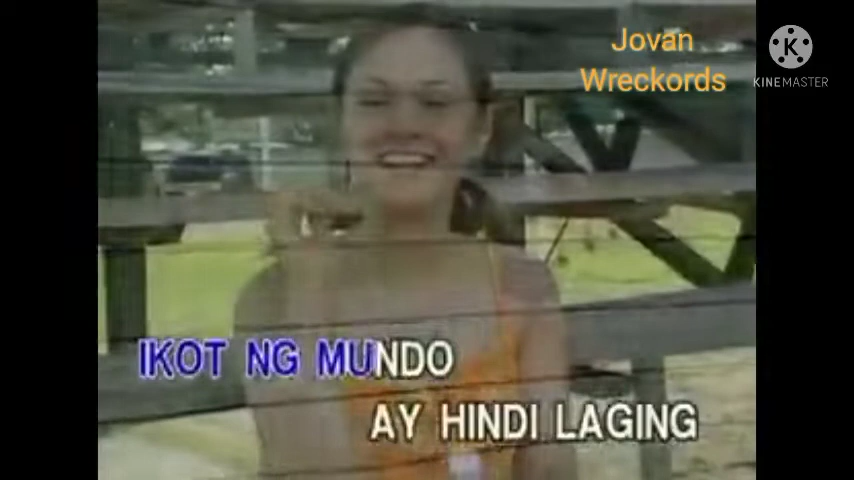 Jovan
Wreckords
KINEMASTER
IKOT NG MUNDO
AY HINDI LAGING